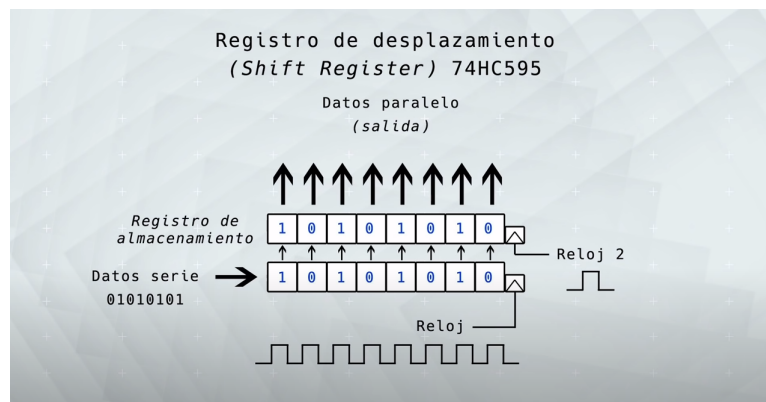 Registro de desplazamiento
(Shift Register) 74HC595
Datos paralelo
(salida)
Registro de
almacenamiento
1 0 1 0 1 0 1 0
Reloj 2
Datos serie
01010101
1 0 1 0 1 0 1 0
Reloj